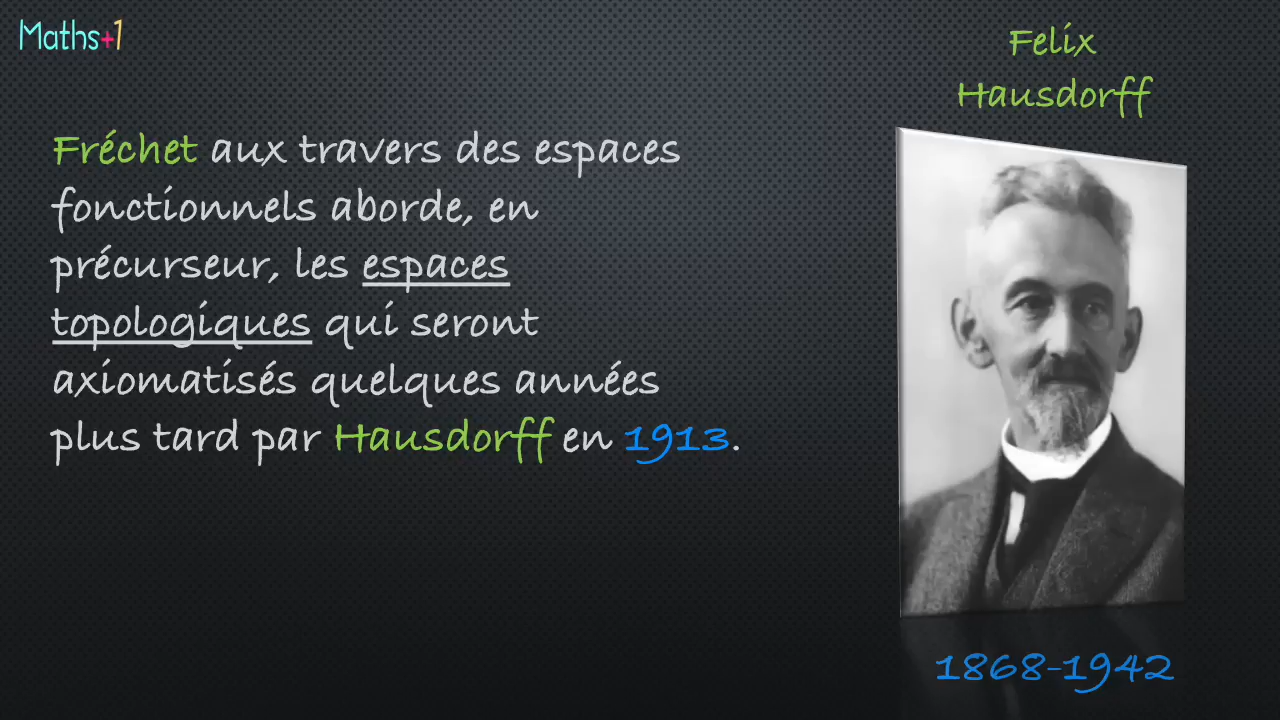 Maths+1
Felix
Hausdorff
Fréchet aux travers des espaces
fonctionnels aborde, en
précurseur, les espaces
topologiques qui seront
axiomatisés quelques années
plus tard par Hausdorff en 1913.
1868-1942